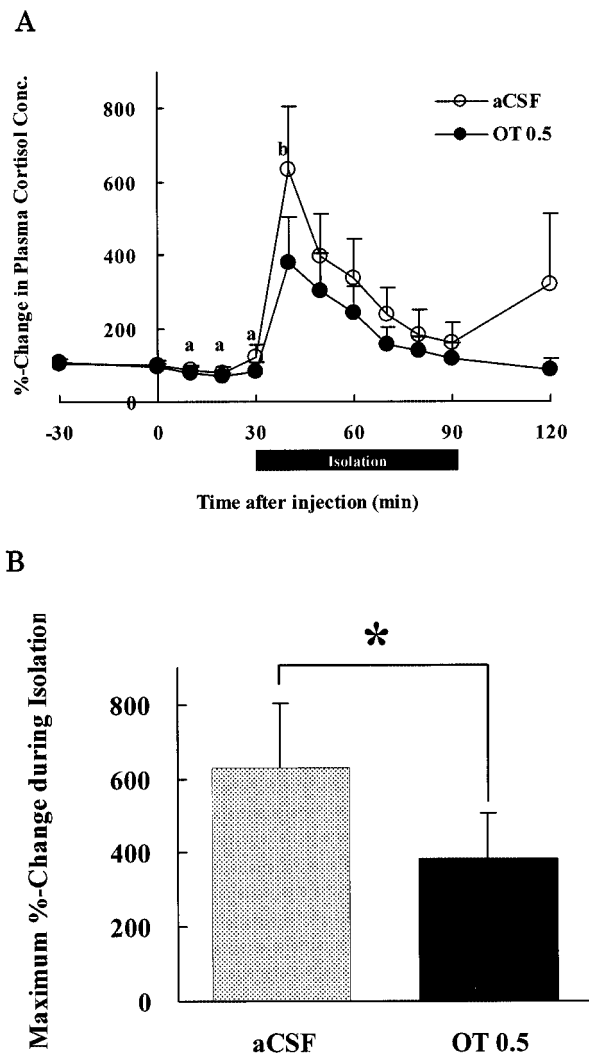 A
%-Change in Plasma Cortisol Conc.
800
600
400
200
0
aCSF
OT 0.5
b
a
a
a
-30
0
30
60
90
120
Isolation
Time after injection (min)
B
Maximum %-Change during Isolation
*
800
600
400
200
0
aCSF
OT 0.5